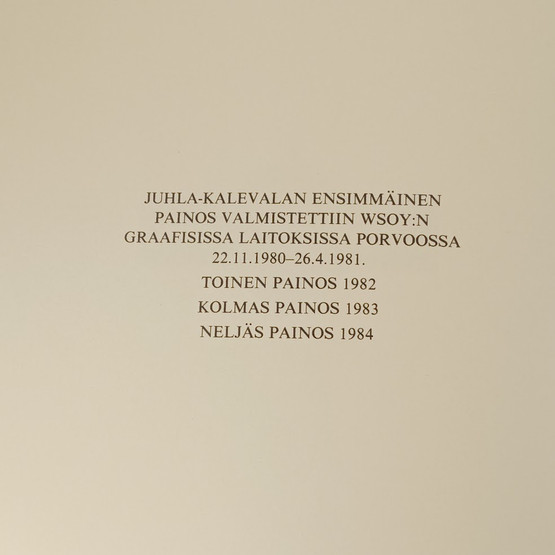 JUHLA-KALEVALAN ENSIMMÄINEN
PAINOS VALMISTETTIIN WSOY:N
GRAAFISISSA LAITOKSISSA PORVOOSSA
22.11.1980–26.4.1981.
TOINEN PAINOS 1982
KOLMAS PAINOS 1983
NELJÄS PAINOS 1984